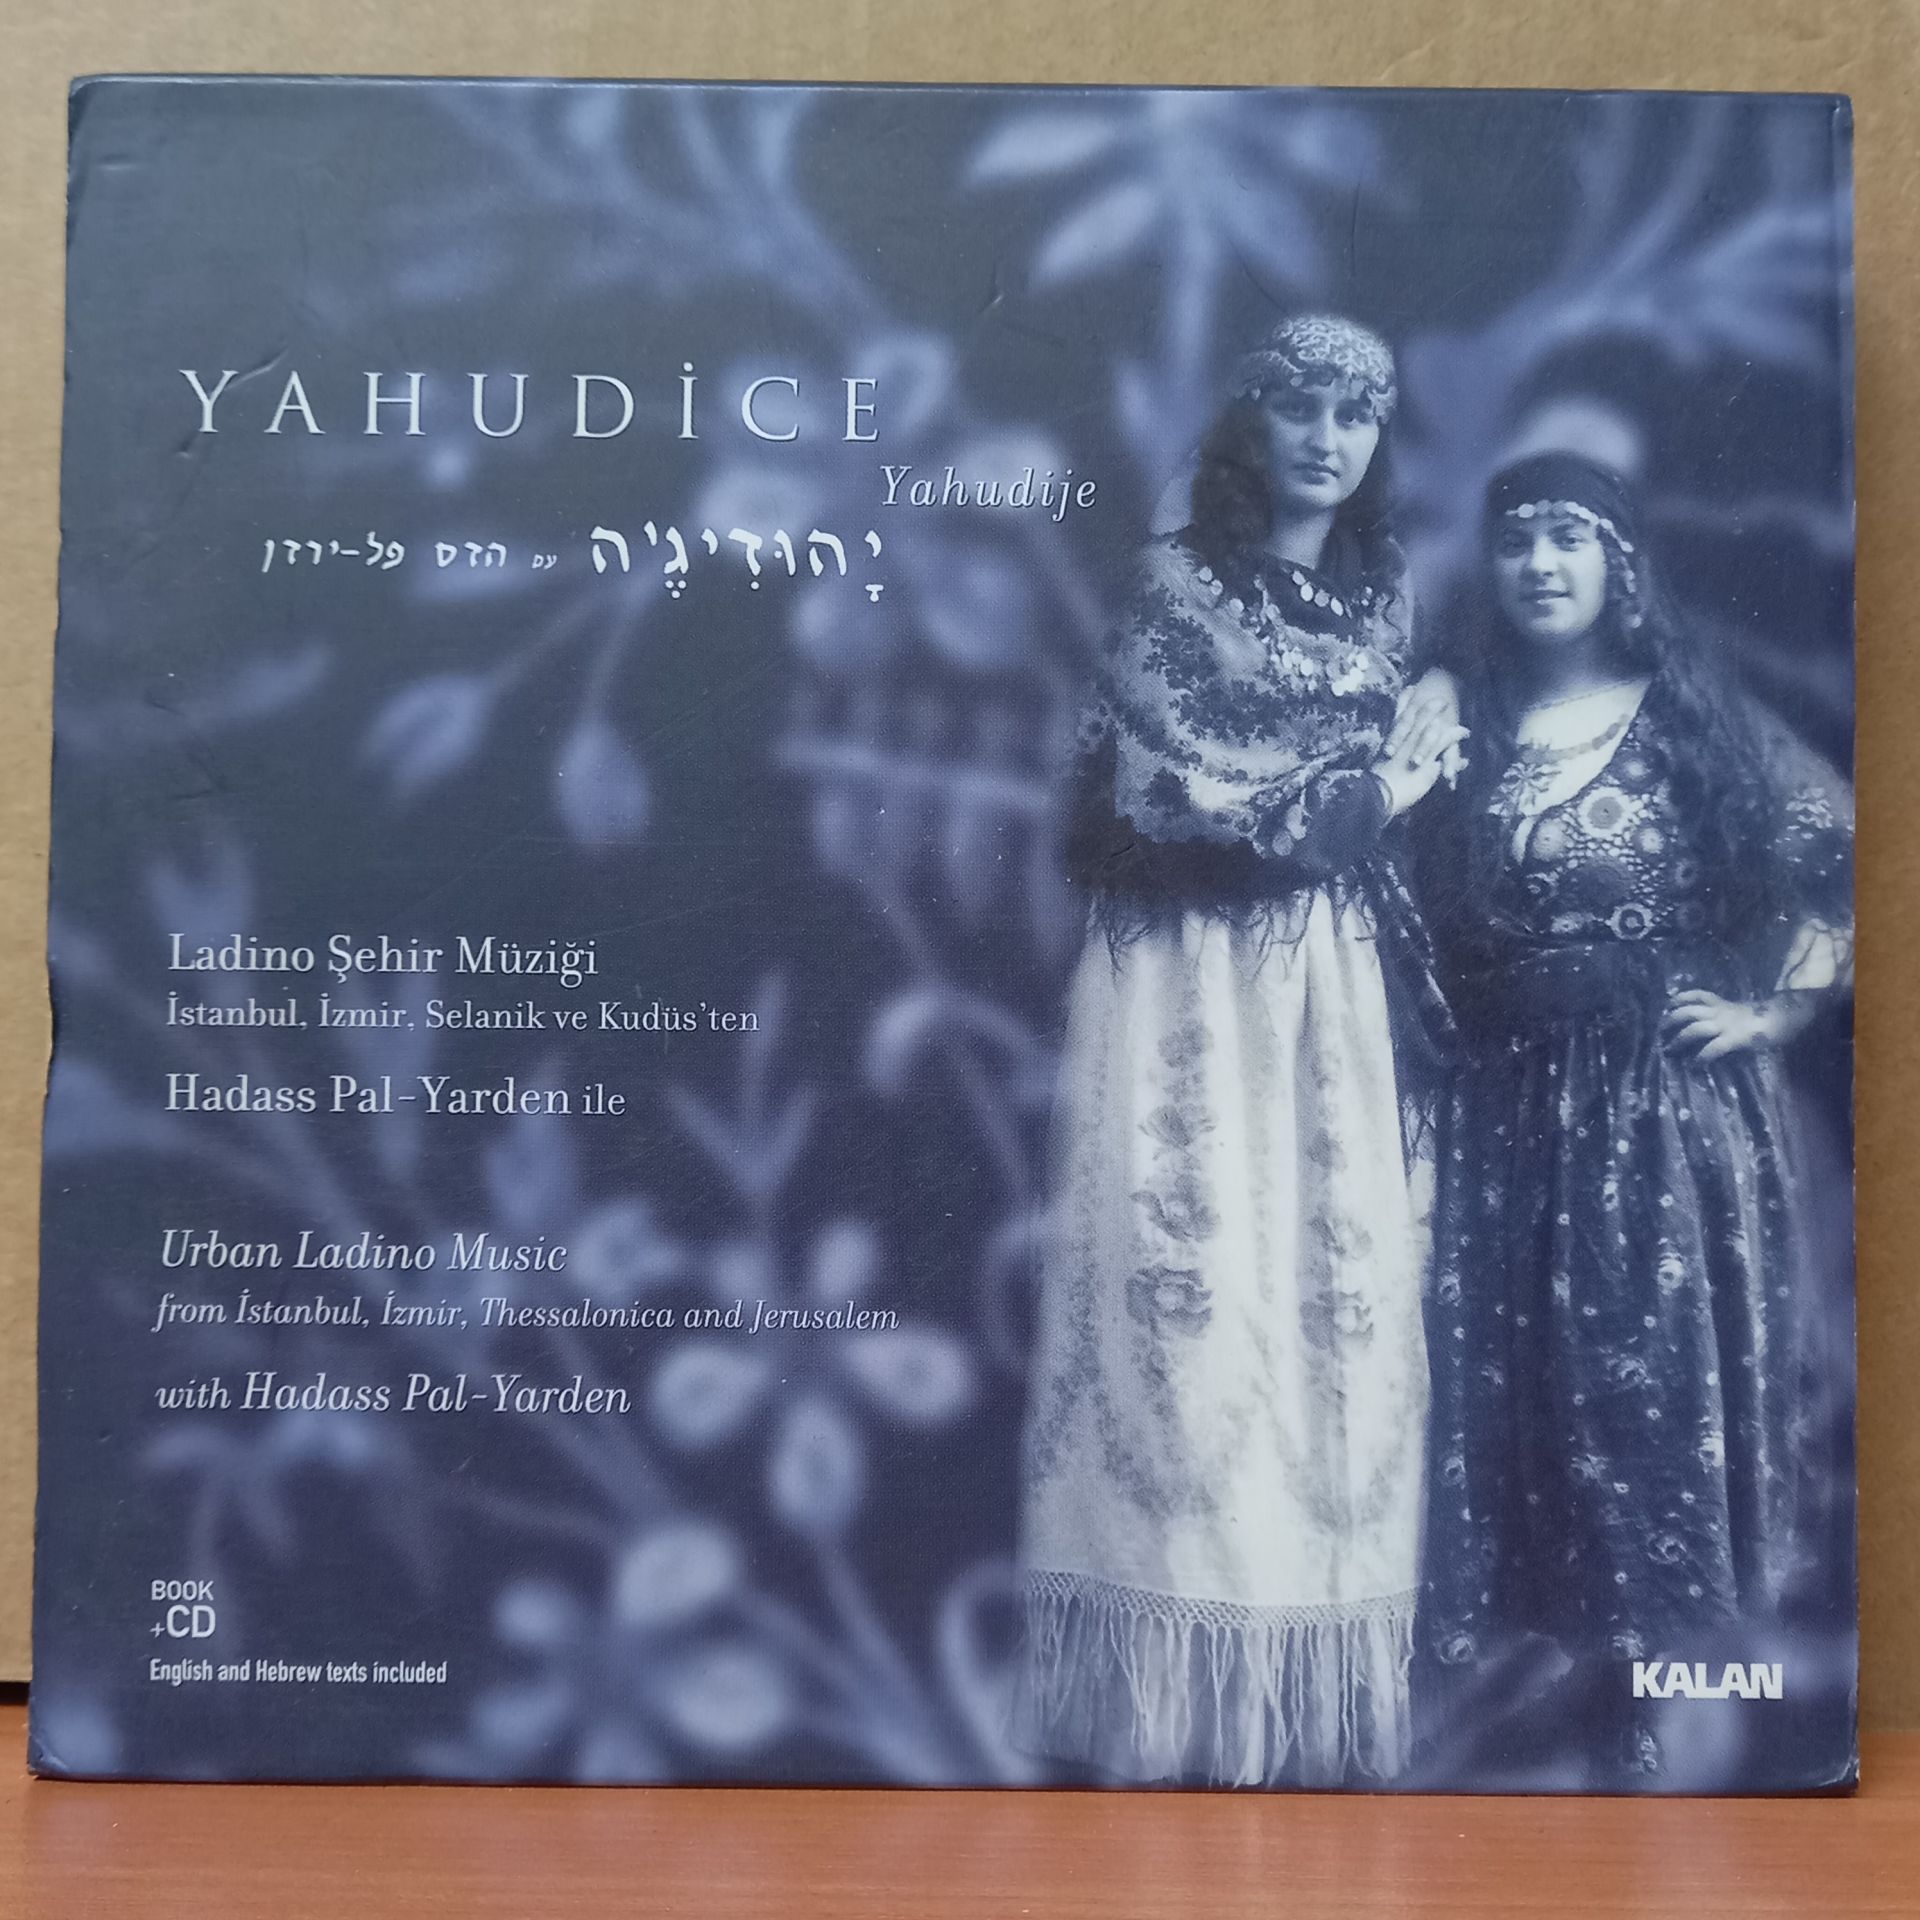 YAHUDİCE
Yahudije
יָהוּדִיגֶ'ה עם הדס פל-ירדן
Ladino Şehir Müziği
İstanbul, İzmir, Selanik ve Kudüs'ten
Hadass Pal-Yarden ile
Urban Ladino Music
from İstanbul, İzmir, Thessalonica and Jerusalem
with Hadass Pal-Yarden
BOOK
+CD
English and Hebrew texts included
KALAN